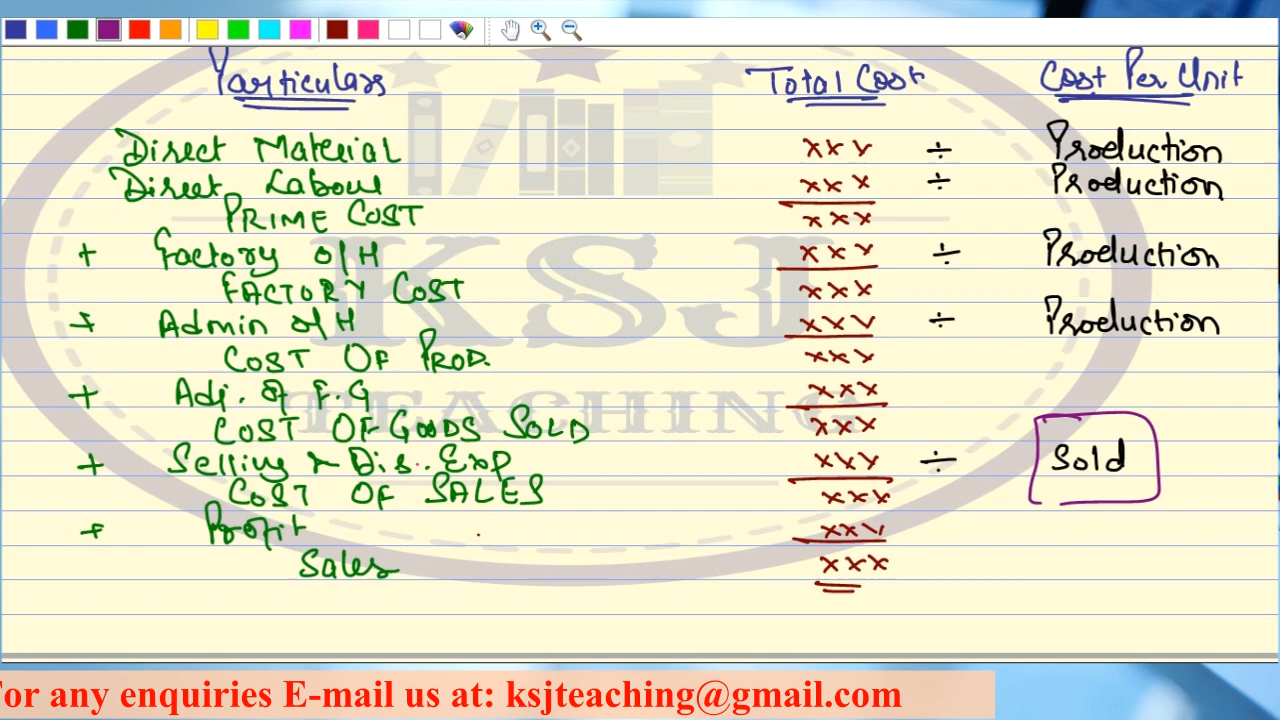 Particulars Total Cost Cost Per Unit
Direct Material xxx ÷ Production
Direct Labour xxx ÷ Production
PRIME COST xxx
+ Factory o/H xxx ÷ Production
FACTORY COST xxx
+ Admin o/H xxx ÷ Production
COST OF PROD. xxx
+ Adj. of F.G xxx
COST OF GOODS SOLD xxx
+ Selling & Dis.. Exp xxx ÷ Sold
COST OF SALES xxx
+ Profit xxx
Sales xxx
KSJ
TEACHING
For any enquiries E-mail us at: ksjteaching@gmail.com